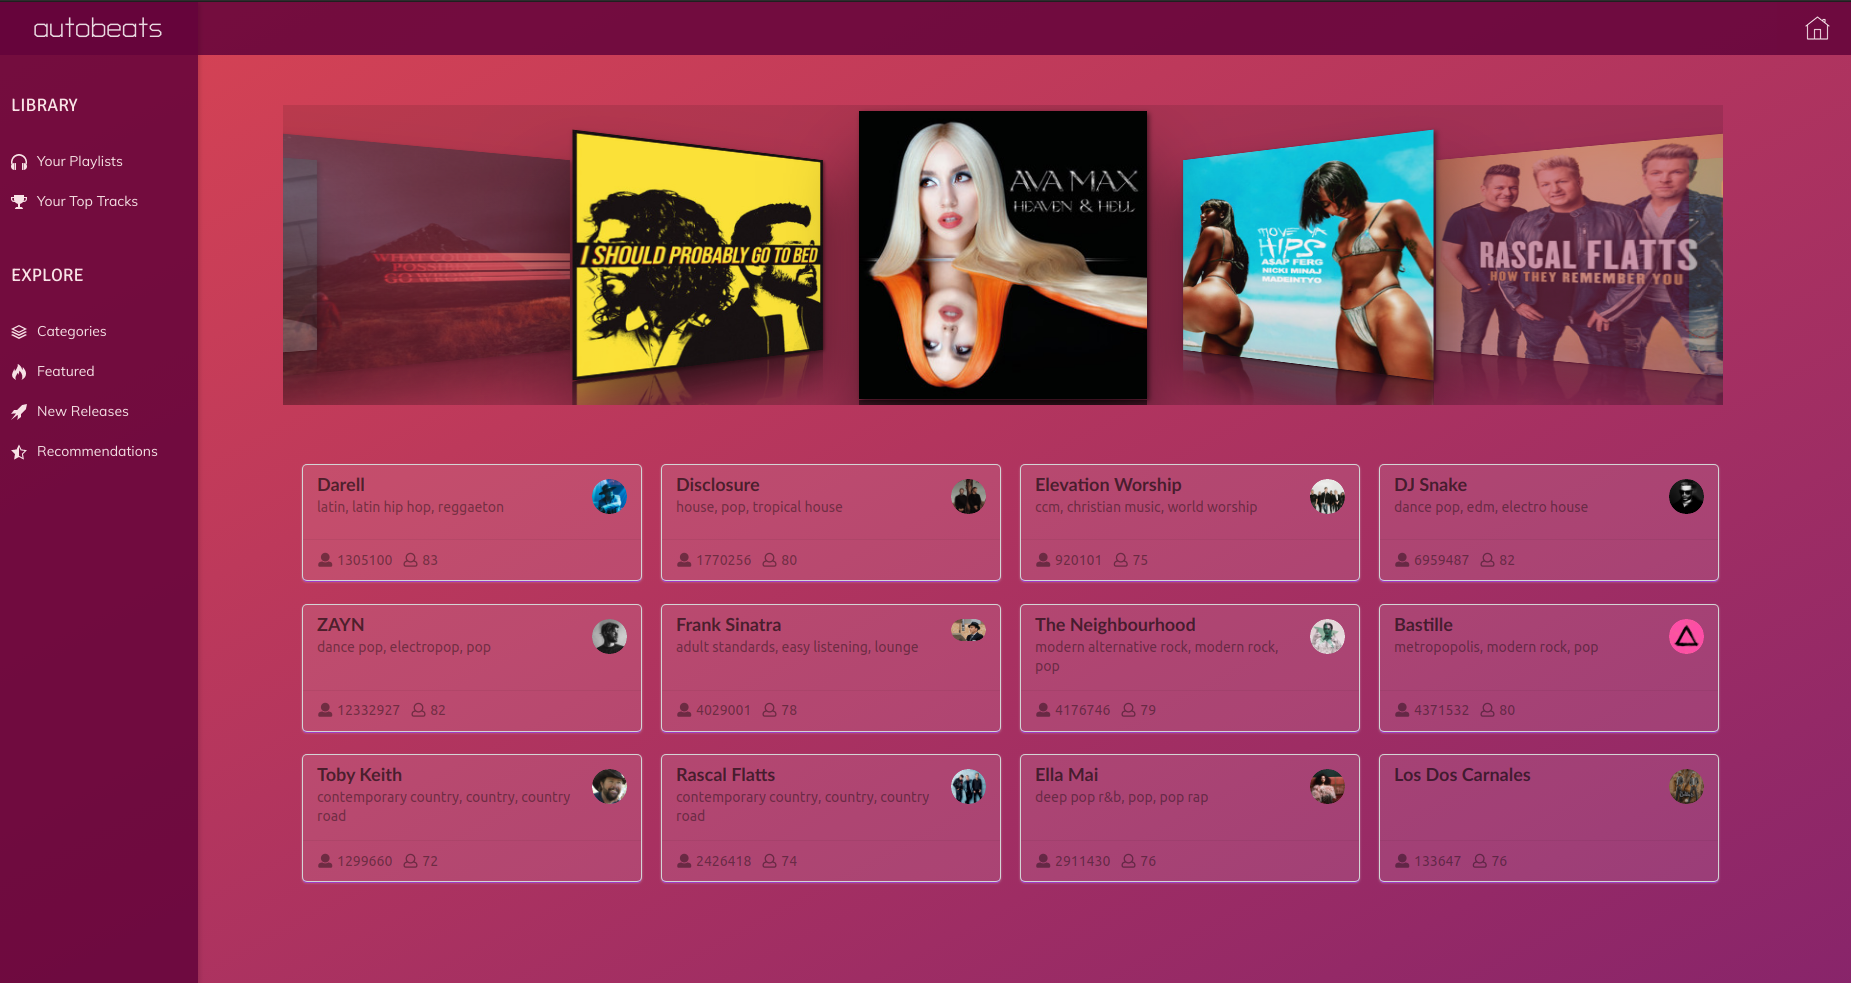 autobeats
LIBRARY
Your Playlists
Your Top Tracks
EXPLORE
Categories
Featured
New Releases
Recommendations
WHAT COULD
POSSIBLY
GO WRONG
I SHOULD PROBABLY GO TO BED
AVA MAX
HEAVEN & HELL
MOVE YA
HIPS
A$AP FERG
NICKI MINAJ
MADEINTYO
RASCAL FLATTS
HOW THEY REMEMBER YOU
Darell
latin, latin hip hop, reggaeton
1305100 83
Disclosure
house, pop, tropical house
1770256 80
Elevation Worship
ccm, christian music, world worship
920101 75
DJ Snake
dance pop, edm, electro house
6959487 82
ZAYN
dance pop, electropop, pop
12332927 82
Frank Sinatra
adult standards, easy listening, lounge
4029001 78
The Neighbourhood
modern alternative rock, modern rock,
pop
4176746 79
Bastille
metropopolis, modern rock, pop
4371532 80
Toby Keith
contemporary country, country, country
road
1299660 72
Rascal Flatts
contemporary country, country, country
road
2426418 74
Ella Mai
deep pop r&b, pop, pop rap
2911430 76
Los Dos Carnales
133647 76